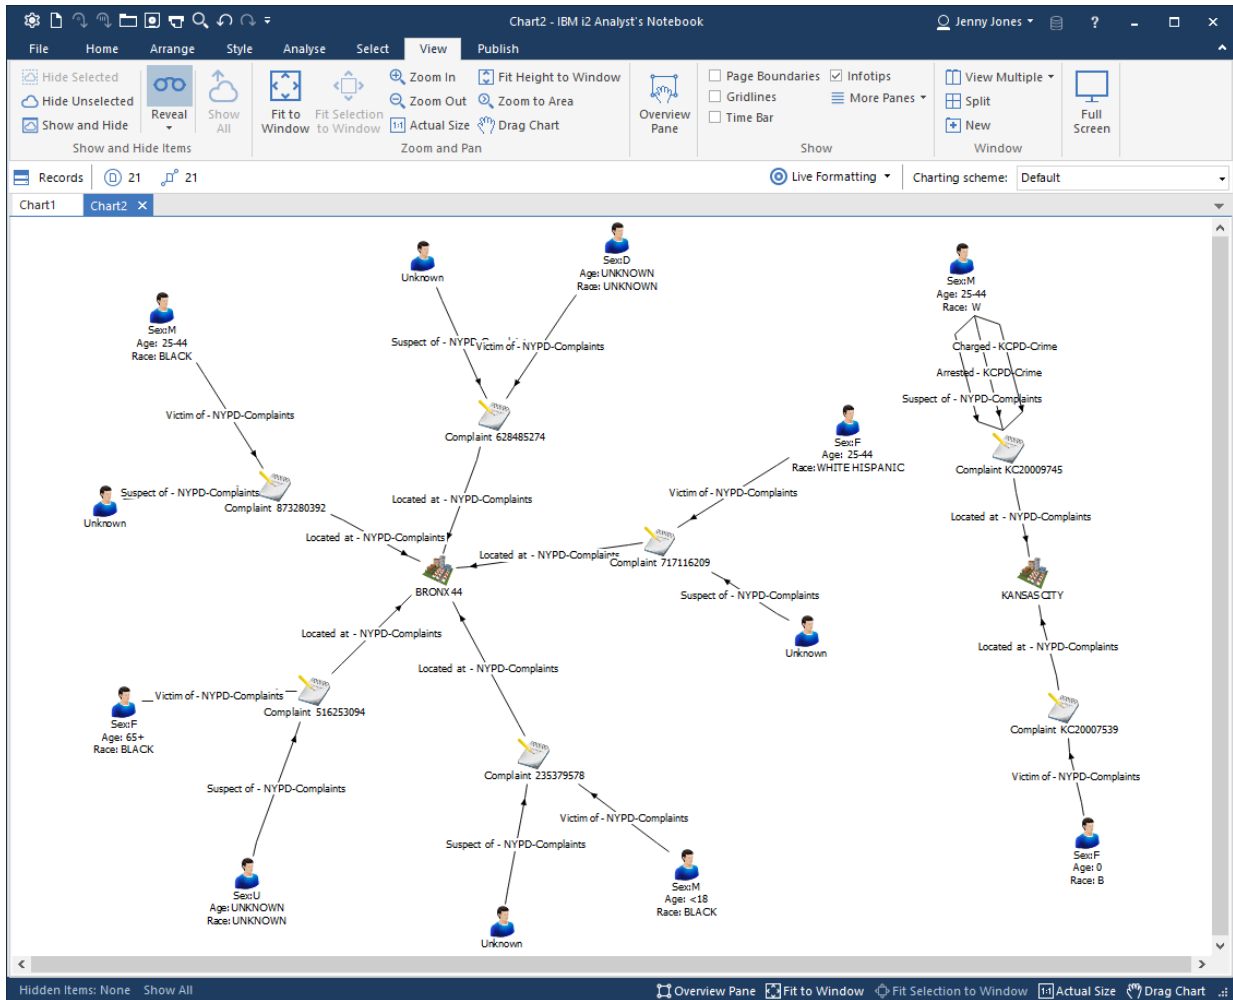 Chart2 - IBM i2 Analyst's Notebook
Jenny Jones
?
File Home Arrange Style Analyse Select View Publish
Hide Selected
Hide Unselected
Show and Hide
Reveal
Show All
Show and Hide Items
Fit to Window
Fit Selection to Window
Zoom In
Zoom Out
1:1 Actual Size
Fit Height to Window
Zoom to Area
Drag Chart
Zoom and Pan
Overview Pane
Page Boundaries
Gridlines
Time Bar
Infotips
More Panes
Show
View Multiple
Split
New
Window
Full Screen
Records 21 21
Live Formatting Charting scheme: Default
Chart1 Chart2
Unknown
Sex:D
Age: UNKNOWN
Race: UNKNOWN
Sex:M
Age: 25-44
Race: W
Sex:M
Age: 25-44
Race: BLACK
Suspect of - NYPD-Complaints
Victim of - NYPD-Complaints
Charged - KCPD-Crime
Arrested - KCPD-Crime
Suspect of - NYPD-Complaints
Victim of - NYPD-Complaints
Complaint 628485274
Sex:F
Age: 25-44
Race: WHITE HISPANIC
Complaint KC20009745
Suspect of - NYPD-Complaints
Unknown
Complaint 873280392
Located at - NYPD-Complaints
Victim of - NYPD-Complaints
Located at - NYPD-Complaints
Located at - NYPD-Complaints
Located at - NYPD-Complaints
Complaint 717116209
BRONX 44
KANSAS CITY
Suspect of - NYPD-Complaints
Unknown
Located at - NYPD-Complaints
Located at - NYPD-Complaints
Located at - NYPD-Complaints
Victim of - NYPD-Complaints
Complaint 516253094
Sex:F
Age: 65+
Race: BLACK
Complaint KC20007539
Complaint 235379578
Victim of - NYPD-Complaints
Suspect of - NYPD-Complaints
Victim of - NYPD-Complaints
Suspect of - NYPD-Complaints
Sex:F
Age: 0
Race: B
Sex:U
Age: UNKNOWN
Race: UNKNOWN
Sex:M
Age: <18
Race: BLACK
Unknown
Hidden Items: None Show All
Overview Pane Fit to Window Fit Selection to Window 1:1 Actual Size Drag Chart